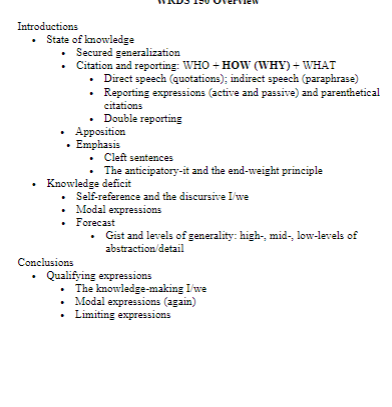 WRDS 150 Overview
Introductions
• State of knowledge
• Secured generalization
• Citation and reporting: WHO + HOW (WHY) + WHAT
• Direct speech (quotations); indirect speech (paraphrase)
• Reporting expressions (active and passive) and parenthetical
citations
• Double reporting
• Apposition
• Emphasis
• Cleft sentences
• The anticipatory-it and the end-weight principle
• Knowledge deficit
• Self-reference and the discursive I/we
• Modal expressions
• Forecast
• Gist and levels of generality: high-, mid-, low-levels of
abstraction/detail
Conclusions
• Qualifying expressions
• The knowledge-making I/we
• Modal expressions (again)
• Limiting expressions